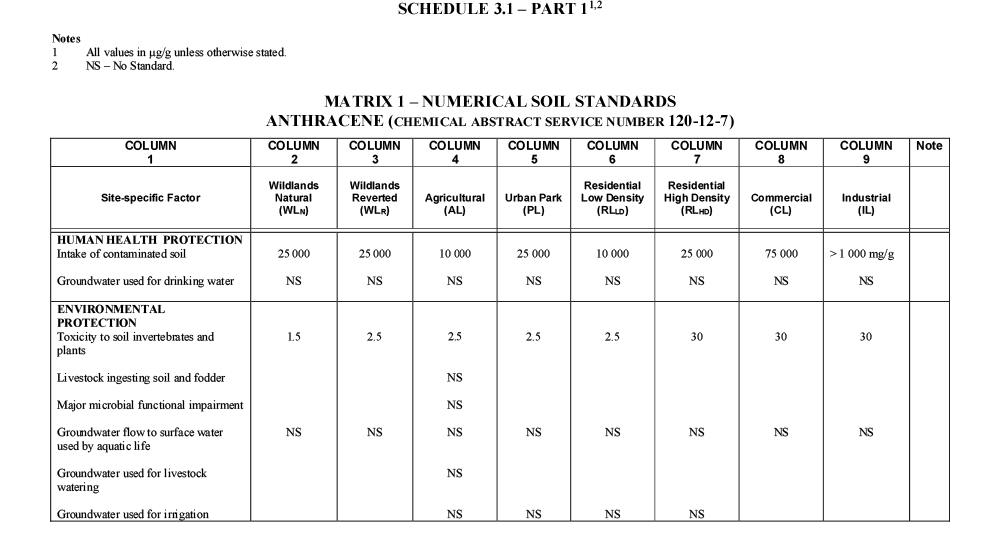 SCHEDULE 3.1 – PART 1 1,2
Notes
1 All values in µg/g unless otherwise stated.
2 NS – No Standard.
MATRIX 1 – NUMERICAL SOIL STANDARDS
ANTHRACENE (CHEMICAL ABSTRACT SERVICE NUMBER 120-12-7)
COLUMN 1 COLUMN 2 COLUMN 3 COLUMN 4 COLUMN 5 COLUMN 6 COLUMN 7 COLUMN 8 COLUMN 9 Note
Site-specific Factor Wildlands Natural (WLN) Wildlands Reverted (WLR) Agricultural (AL) Urban Park (PL) Residential Low Density (RLLD) Residential High Density (RLHD) Commercial (CL) Industrial (IL)
HUMAN HEALTH PROTECTION
Intake of contaminated soil 25 000 25 000 10 000 25 000 10 000 25 000 75 000 > 1 000 mg/g
Groundwater used for drinking water NS NS NS NS NS NS NS NS
ENVIRONMENTAL
PROTECTION
Toxicity to soil invertebrates and 1.5 2.5 2.5 2.5 2.5 30 30 30
plants
Livestock ingesting soil and fodder NS
Major microbial functional impairment NS
Groundwater flow to surface water NS NS NS NS NS NS NS NS
used by aquatic life
Groundwater used for livestock NS
watering
Groundwater used for irrigation NS NS NS NS